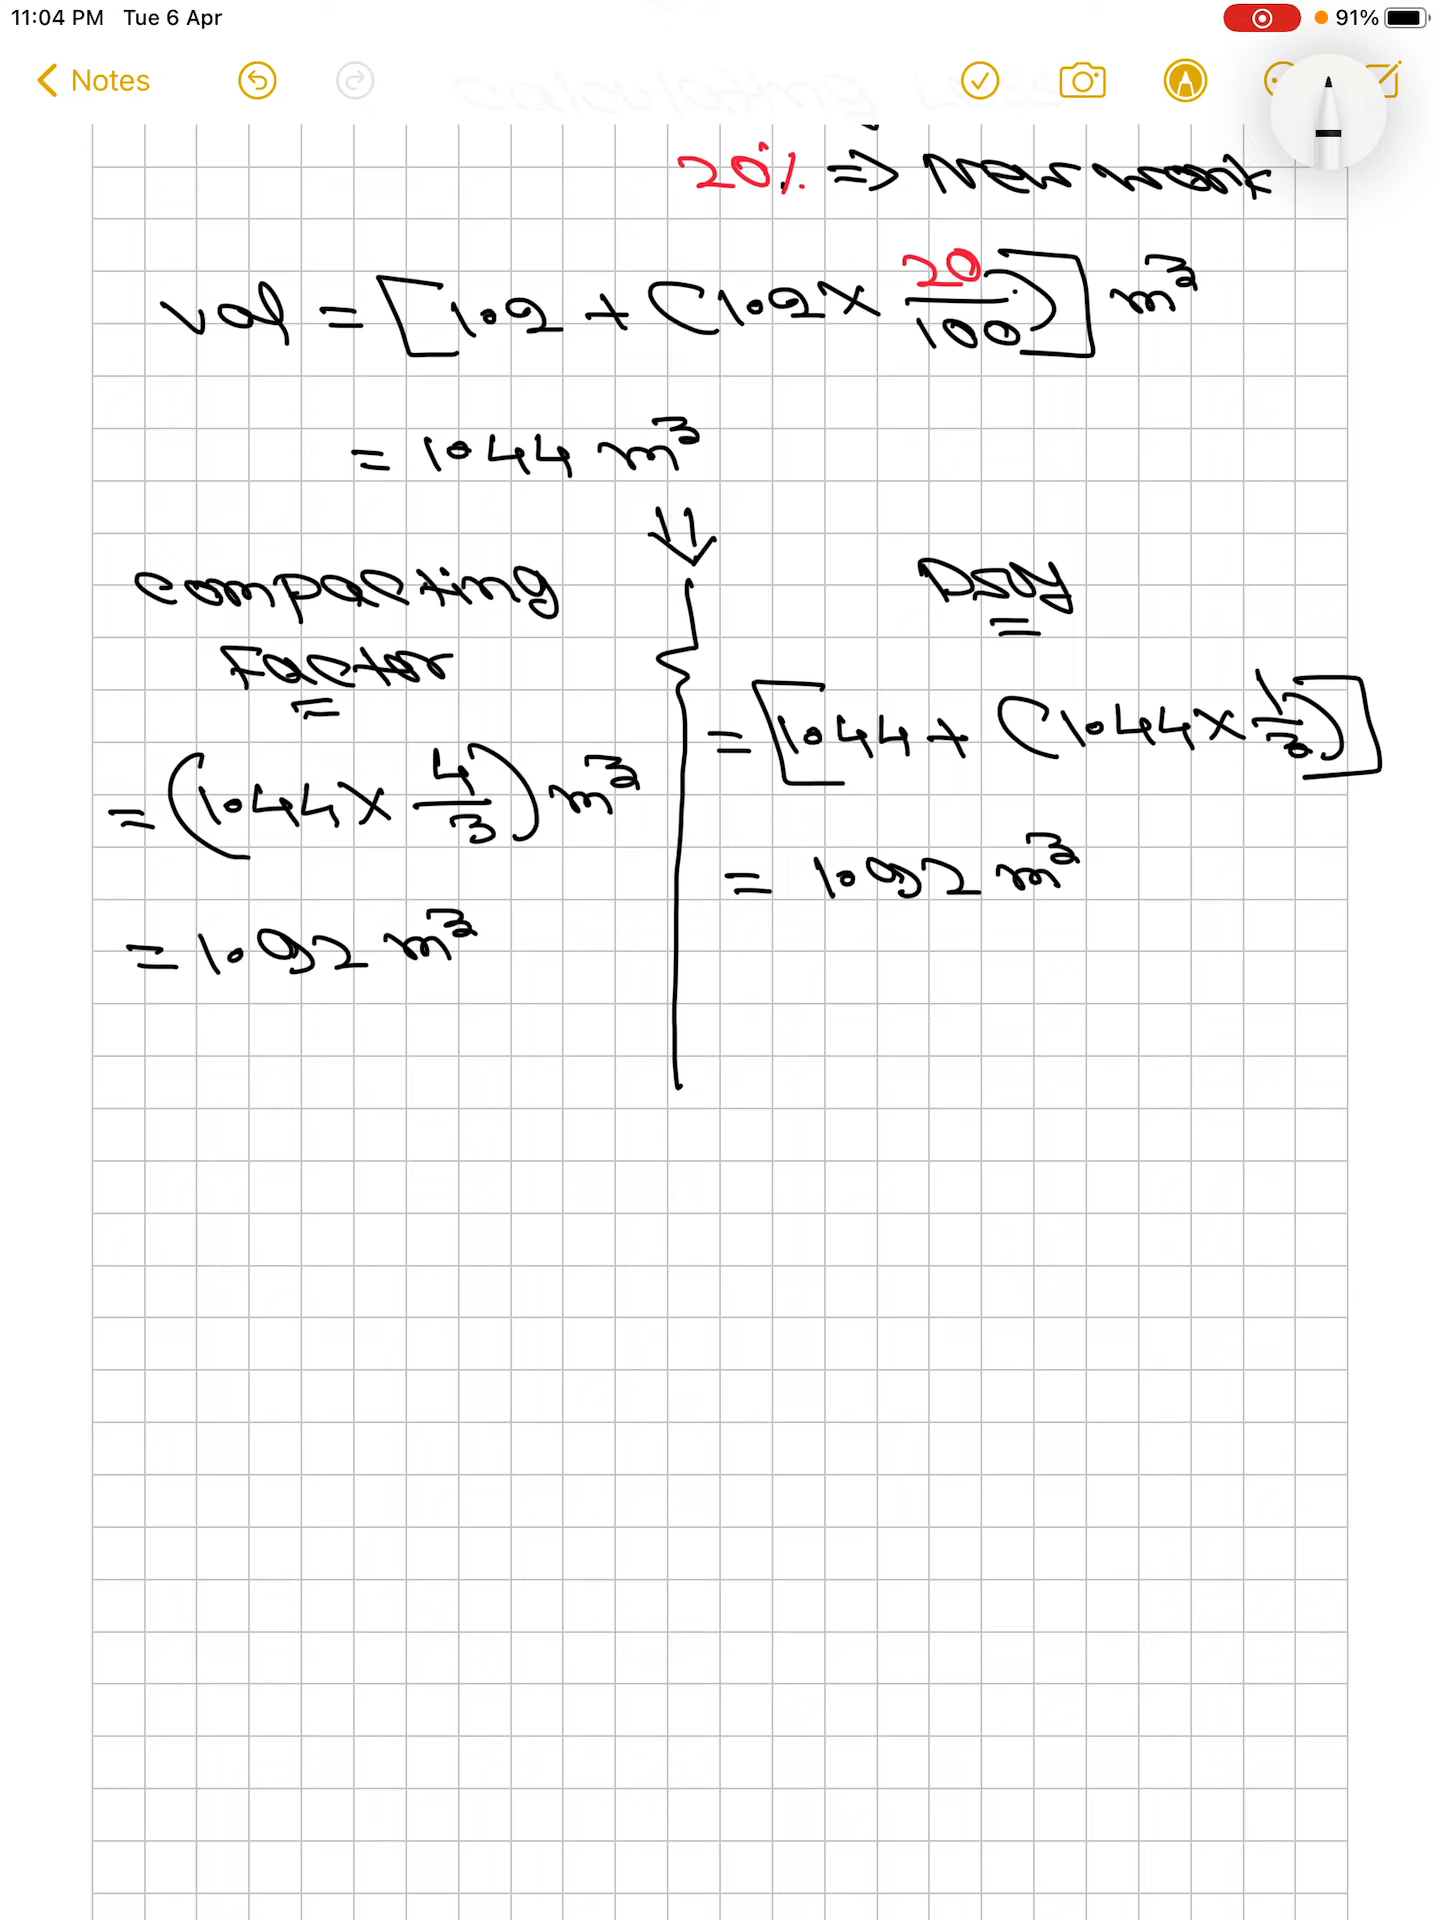 11:04 PM Tue 6 Apr 91%
Notes
20% => New work
Vol = [1.2 + (1.2 × 20/100)] m³
= 1.44 m³
Compacting
Factor
= (1.44 × 4/3) m³
= 1.92 m³
Dry
= [1.44 + (1.44 × 1/3)]
= 1.92 m³